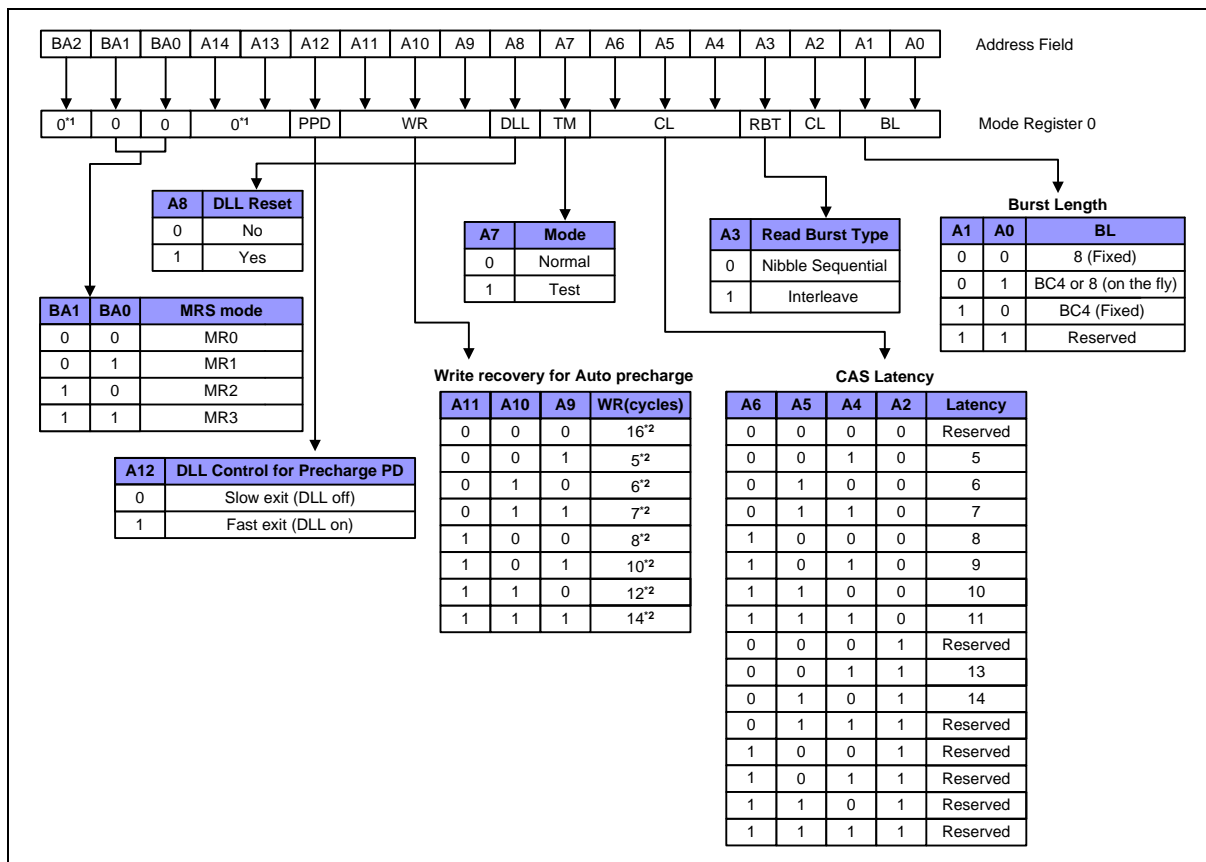 BA2 BA1 BA0 A14 A13 A12 A11 A10 A9 A8 A7 A6 A5 A4 A3 A2 A1 A0 Address Field
0*1 0 0 0*1 PPD WR DLL TM CL RBT CL BL Mode Register 0
A8 DLL Reset
0 No
1 Yes
A7 Mode
0 Normal
1 Test
A3 Read Burst Type
0 Nibble Sequential
1 Interleave
Burst Length
A1 A0 BL
0 0 8 (Fixed)
0 1 BC4 or 8 (on the fly)
1 0 BC4 (Fixed)
1 1 Reserved
BA1 BA0 MRS mode
0 0 MR0
0 1 MR1
1 0 MR2
1 1 MR3
A12 DLL Control for Precharge PD
0 Slow exit (DLL off)
1 Fast exit (DLL on)
Write recovery for Auto precharge
A11 A10 A9 WR(cycles)
0 0 0 16*2
0 0 1 5*2
0 1 0 6*2
0 1 1 7*2
1 0 0 8*2
1 0 1 10*2
1 1 0 12*2
1 1 1 14*2
CAS Latency
A6 A5 A4 A2 Latency
0 0 0 0 Reserved
0 0 1 0 5
0 1 0 0 6
0 1 1 0 7
1 0 0 0 8
1 0 1 0 9
1 1 0 0 10
1 1 1 0 11
0 0 0 1 Reserved
0 0 1 1 13
0 1 0 1 14
0 1 1 1 Reserved
1 0 0 1 Reserved
1 0 1 1 Reserved
1 1 0 1 Reserved
1 1 1 1 Reserved